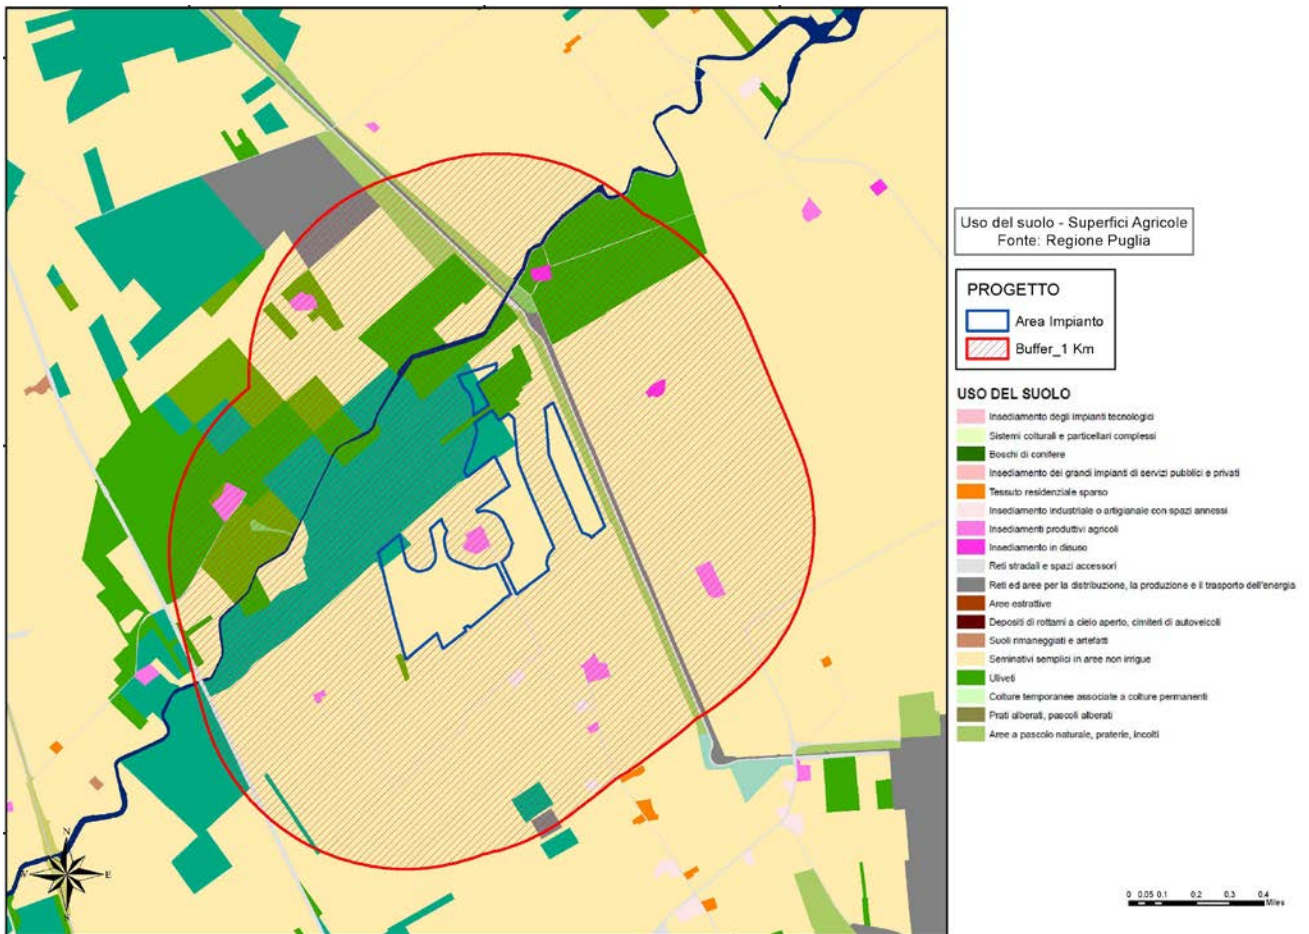 Uso del suolo - Superfici Agricole
Fonte: Regione Puglia
PROGETTO
Area Impianto
Buffer_1 Km
USO DEL SUOLO
Insediamento degli impianti tecnologici
Sistemi colturali e particellari complessi
Boschi di conifere
Insediamento dei grandi impianti di servizi pubblici e privati
Tessuto residenziale sparso
Insediamento industriale o artigianale con spazi annessi
Insediamenti produttivi agricoli
Insediamento in disuso
Reti stradali e spazi accessori
Reti ed aree per la distribuzione, la produzione e il trasporto dell'energia
Aree estrattive
Depositi di rottami a cielo aperto, cimiteri di autoveicoli
Suoli rimaneggiati e artefatti
Seminativi semplici in aree non irrigue
Uliveti
Colture temporanee associate a colture permanenti
Prati alberati, pascoli alberati
Aree a pascolo naturale, praterie, incolti
N
W
E
S
0 0.05 0.1 0.2 0.3 0.4
Miles